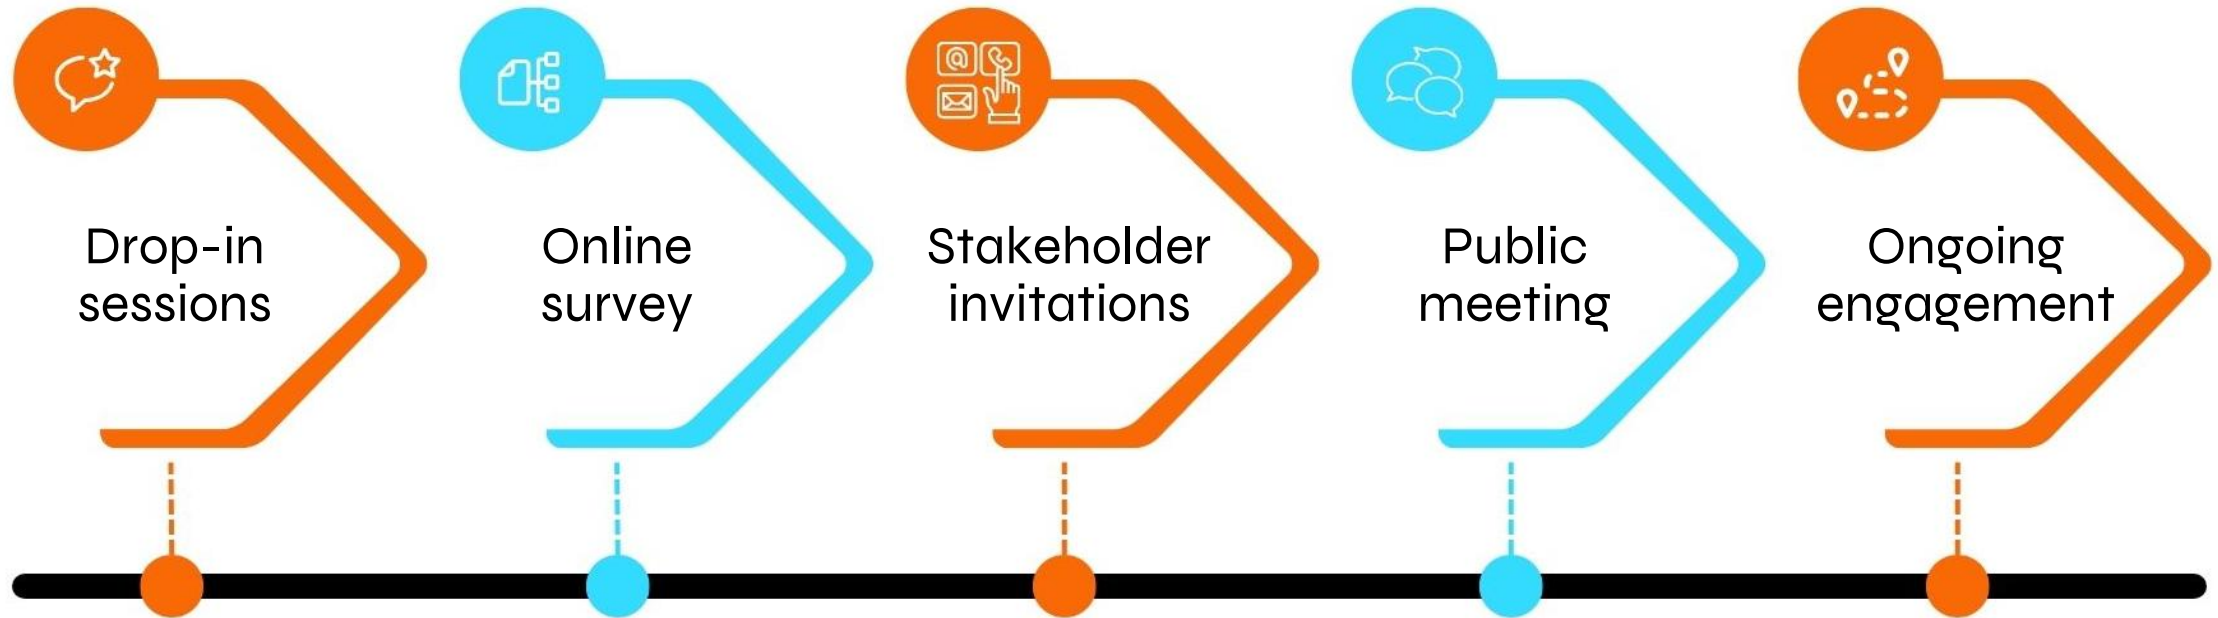 Drop-in
sessions
Online
survey
Stakeholder
invitations
Public
meeting
Ongoing
engagement